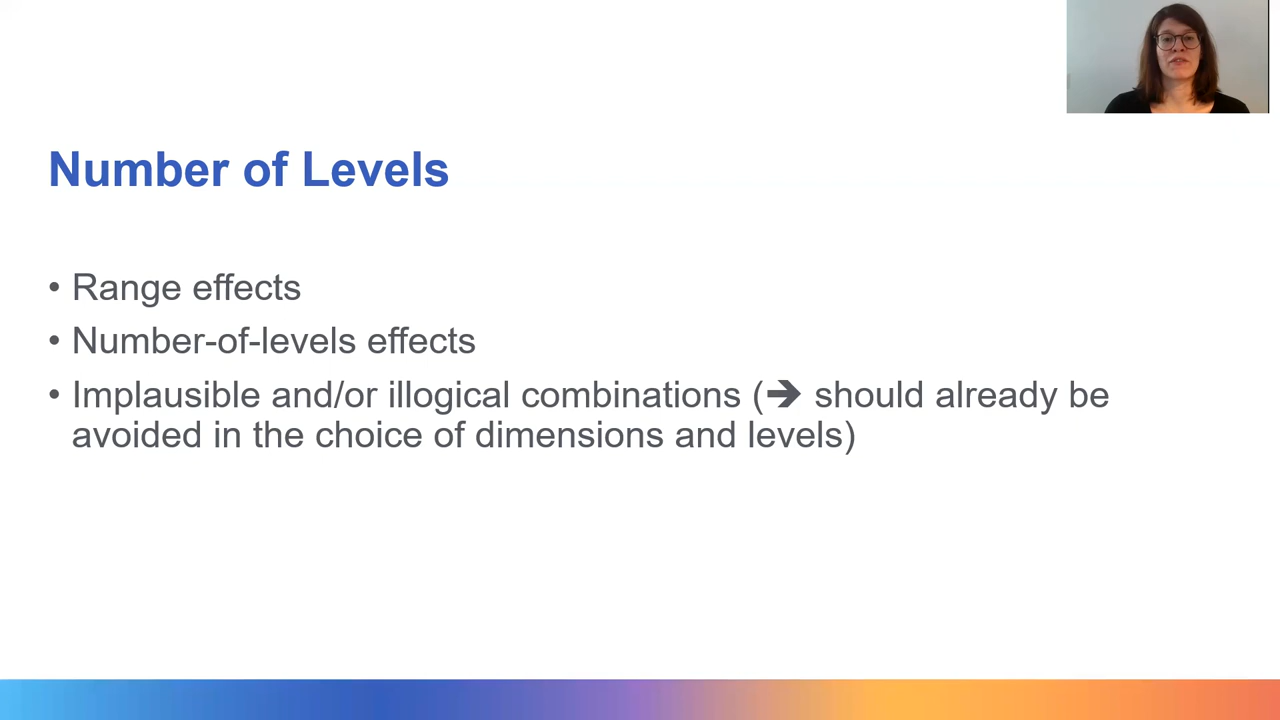 Number of Levels
• Range effects
• Number-of-levels effects
• Implausible and/or illogical combinations (➔ should already be
avoided in the choice of dimensions and levels)